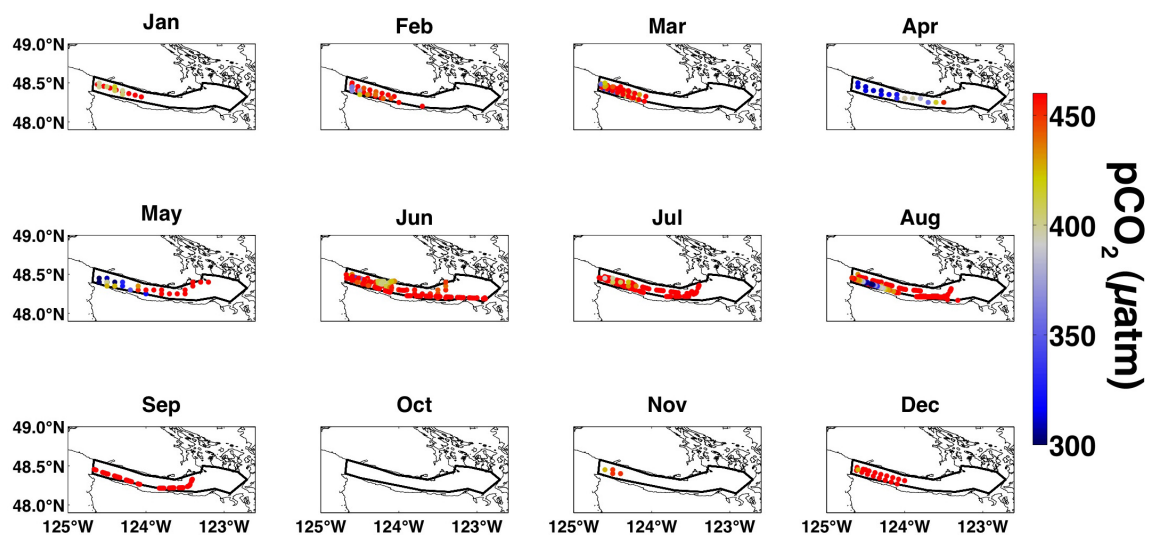 Jan Feb Mar Apr
49.0°N
48.5°N
48.0°N
450
400
350
300
pCO₂ (μatm)
May Jun Jul Aug
49.0°N
48.5°N
48.0°N
Sep Oct Nov Dec
49.0°N
48.5°N
48.0°N
125°W 124°W 123°W 125°W 124°W 123°W 125°W 124°W 123°W 125°W 124°W 123°W